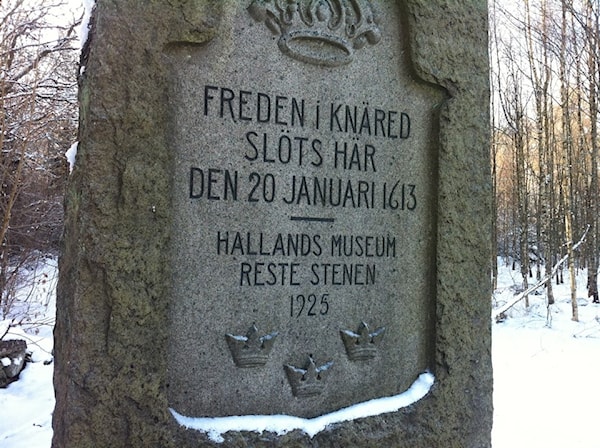 FREDEN i KNÄRED
SLÖTS HÄR
DEN 20 JANUARI 1613
HALLANDS MUSEUM
RESTE STENEN
1925